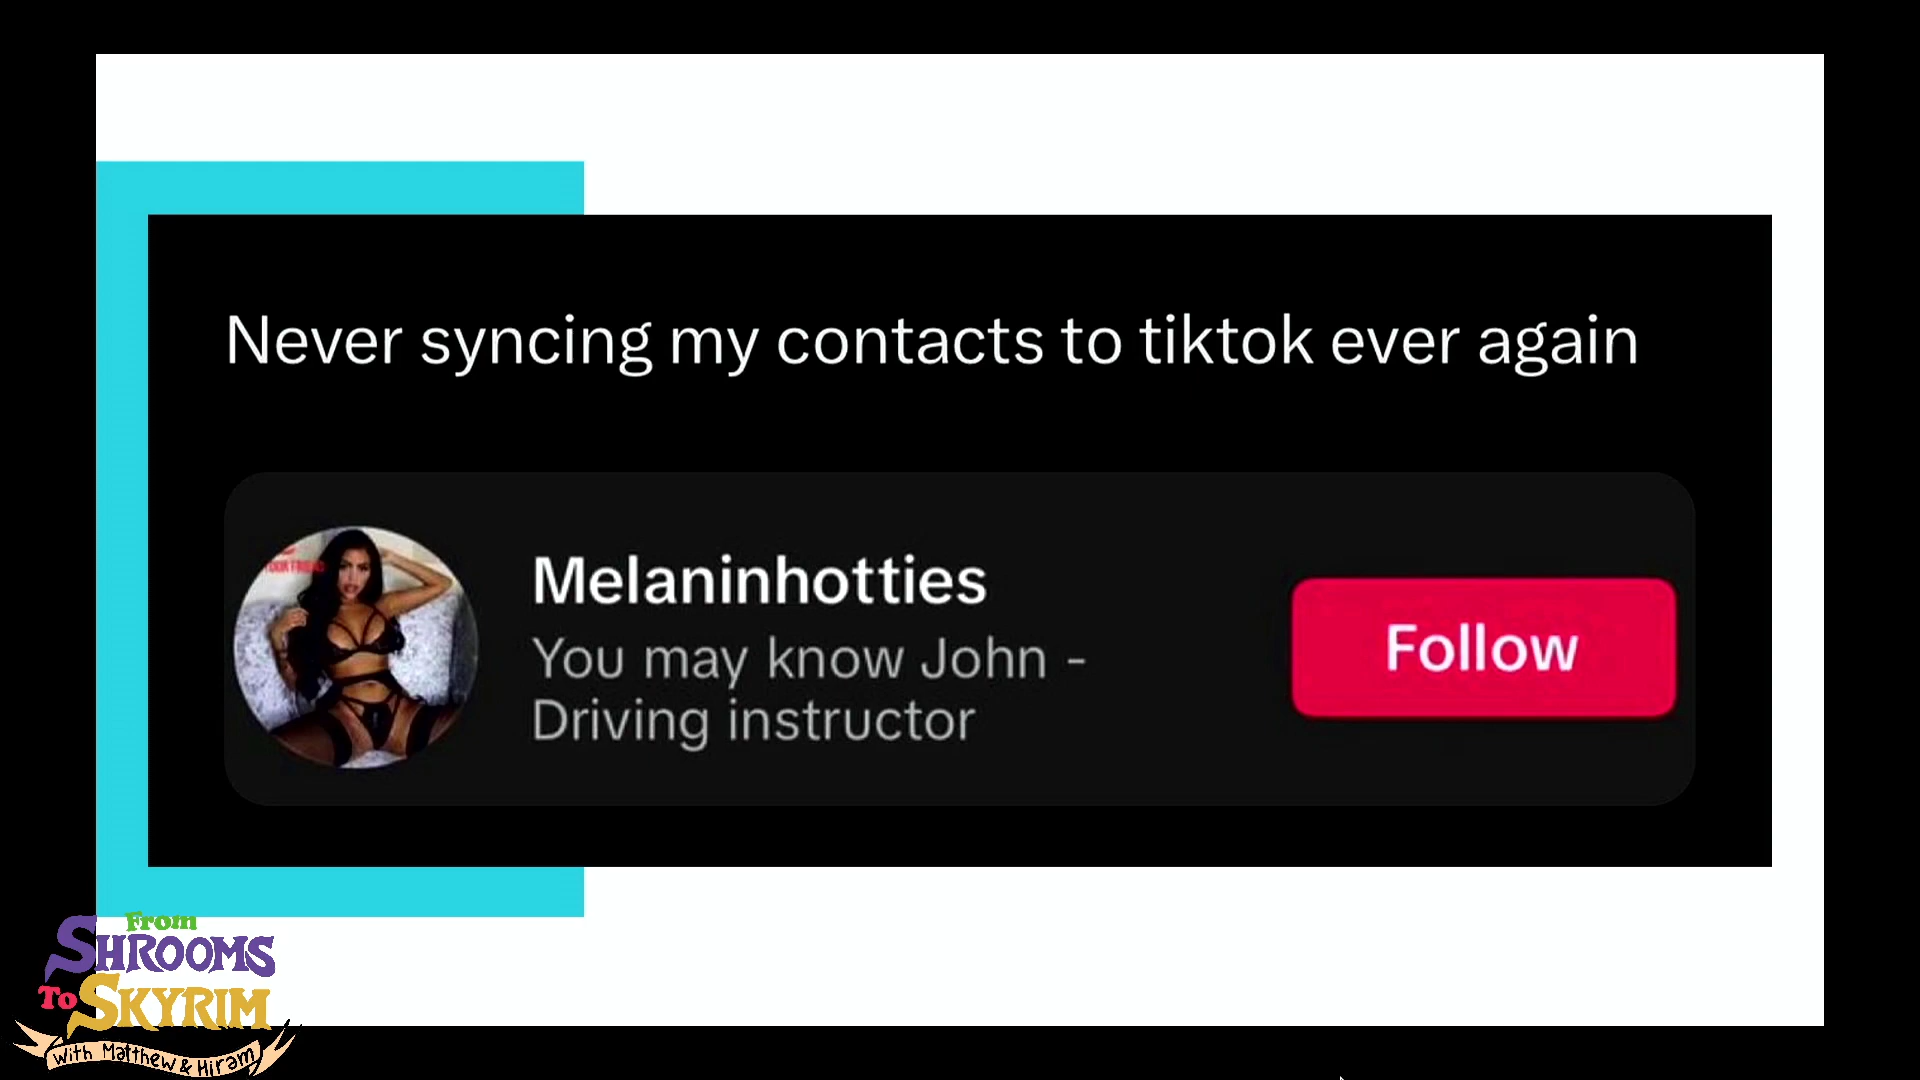 Never syncing my contacts to tiktok ever again
Melaninhotties
You may know John -
Driving instructor
Follow
From
SHROOMS
To SKYRIM
with Matthew & Hiram